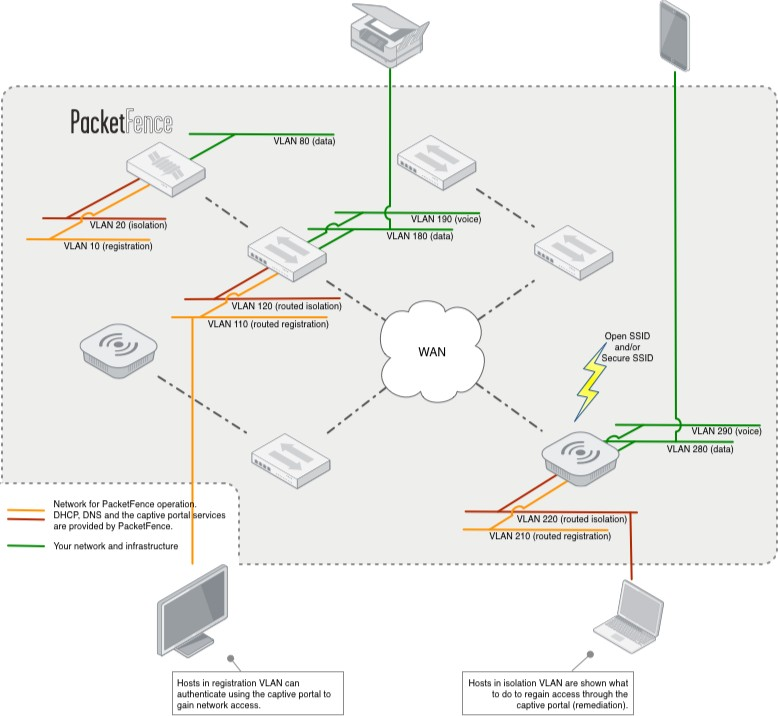 PacketFence
VLAN 80 (data)
VLAN 20 (isolation)
VLAN 10 (registration)
VLAN 190 (voice)
VLAN 180 (data)
VLAN 120 (routed isolation)
VLAN 110 (routed registration)
WAN
Open SSID
and/or
Secure SSID
VLAN 290 (voice)
VLAN 280 (data)
VLAN 220 (routed isolation)
VLAN 210 (routed registration)
Network for PacketFence operation.
DHCP, DNS and the captive portal services
are provided by PacketFence.
Your network and infrastructure
Hosts in registration VLAN can
authenticate using the captive portal to
gain network access.
Hosts in isolation VLAN are shown what
to do to regain access through the
captive portal (remediation).